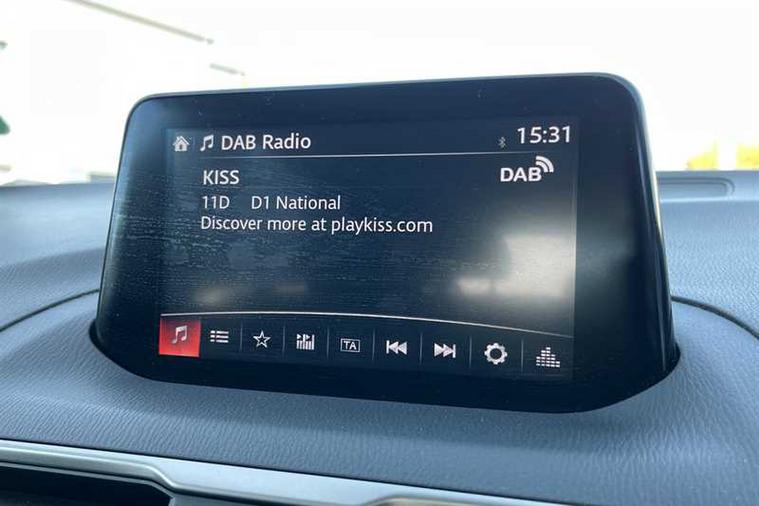 DAB Radio 15:31
KISS DAB
11D D1 National
Discover more at playkiss.com
TA